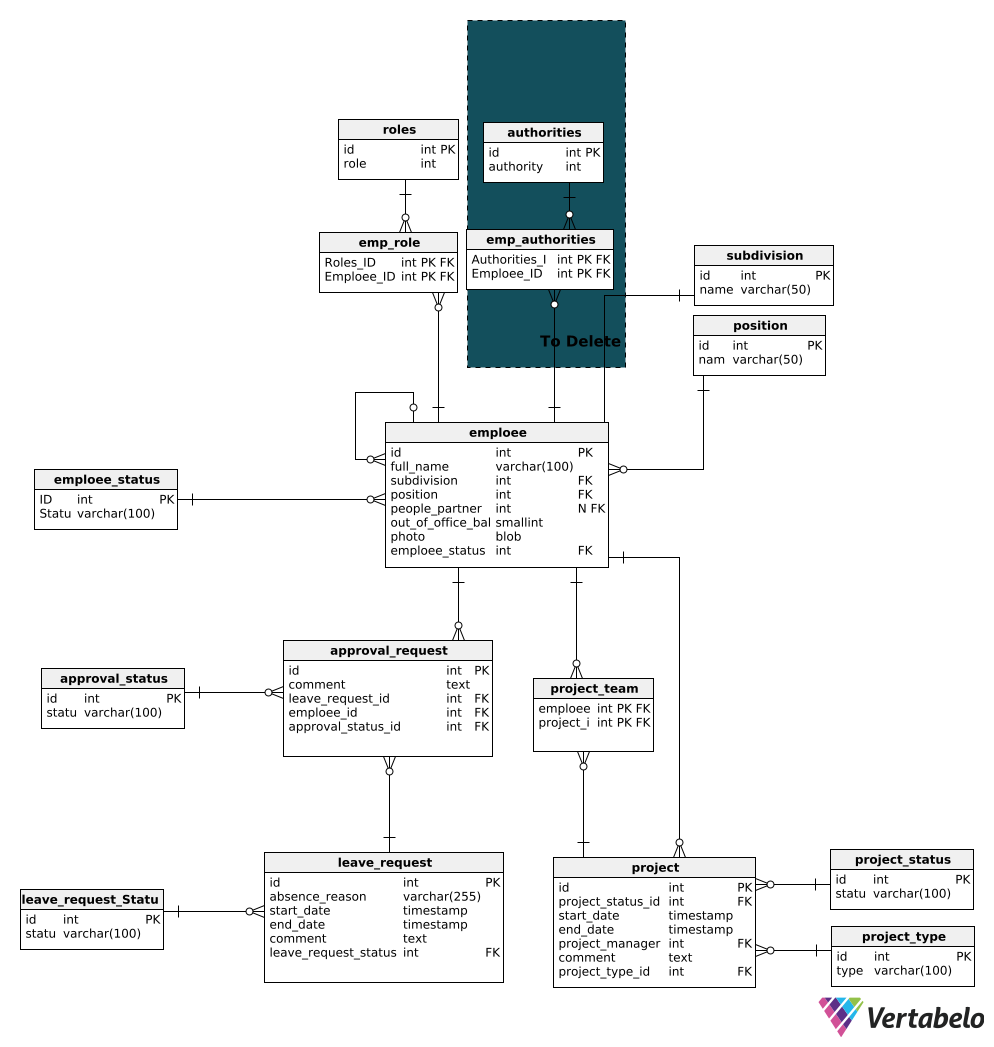 roles
id int PK
role int
authorities
id int PK
authority int
emp_role
Roles_ID int PK FK
Emploee_ID int PK FK
emp_authorities
Authorities_I int PK FK
Emploee_ID int PK FK
To Delete
subdivision
id int PK
name varchar(50)
position
id int PK
nam varchar(50)
emploee
id int PK
full_name varchar(100)
subdivision int FK
position int FK
people_partner int N FK
out_of_office_bal smallint
photo blob
emploee_status int FK
emploee_status
ID int PK
Statu varchar(100)
approval_request
id int PK
comment text
leave_request_id int FK
emploee_id int FK
approval_status_id int FK
approval_status
id int PK
statu varchar(100)
project_team
emploee int PK FK
project_i int PK FK
leave_request
id int PK
absence_reason varchar(255)
start_date timestamp
end_date timestamp
comment text
leave_request_status int FK
leave_request_Statu
id int PK
statu varchar(100)
project
id int PK
project_status_id int FK
start_date timestamp
end_date timestamp
project_manager int FK
comment text
project_type_id int FK
project_status
id int PK
statu varchar(100)
project_type
id int PK
type varchar(100)
Vertabelo